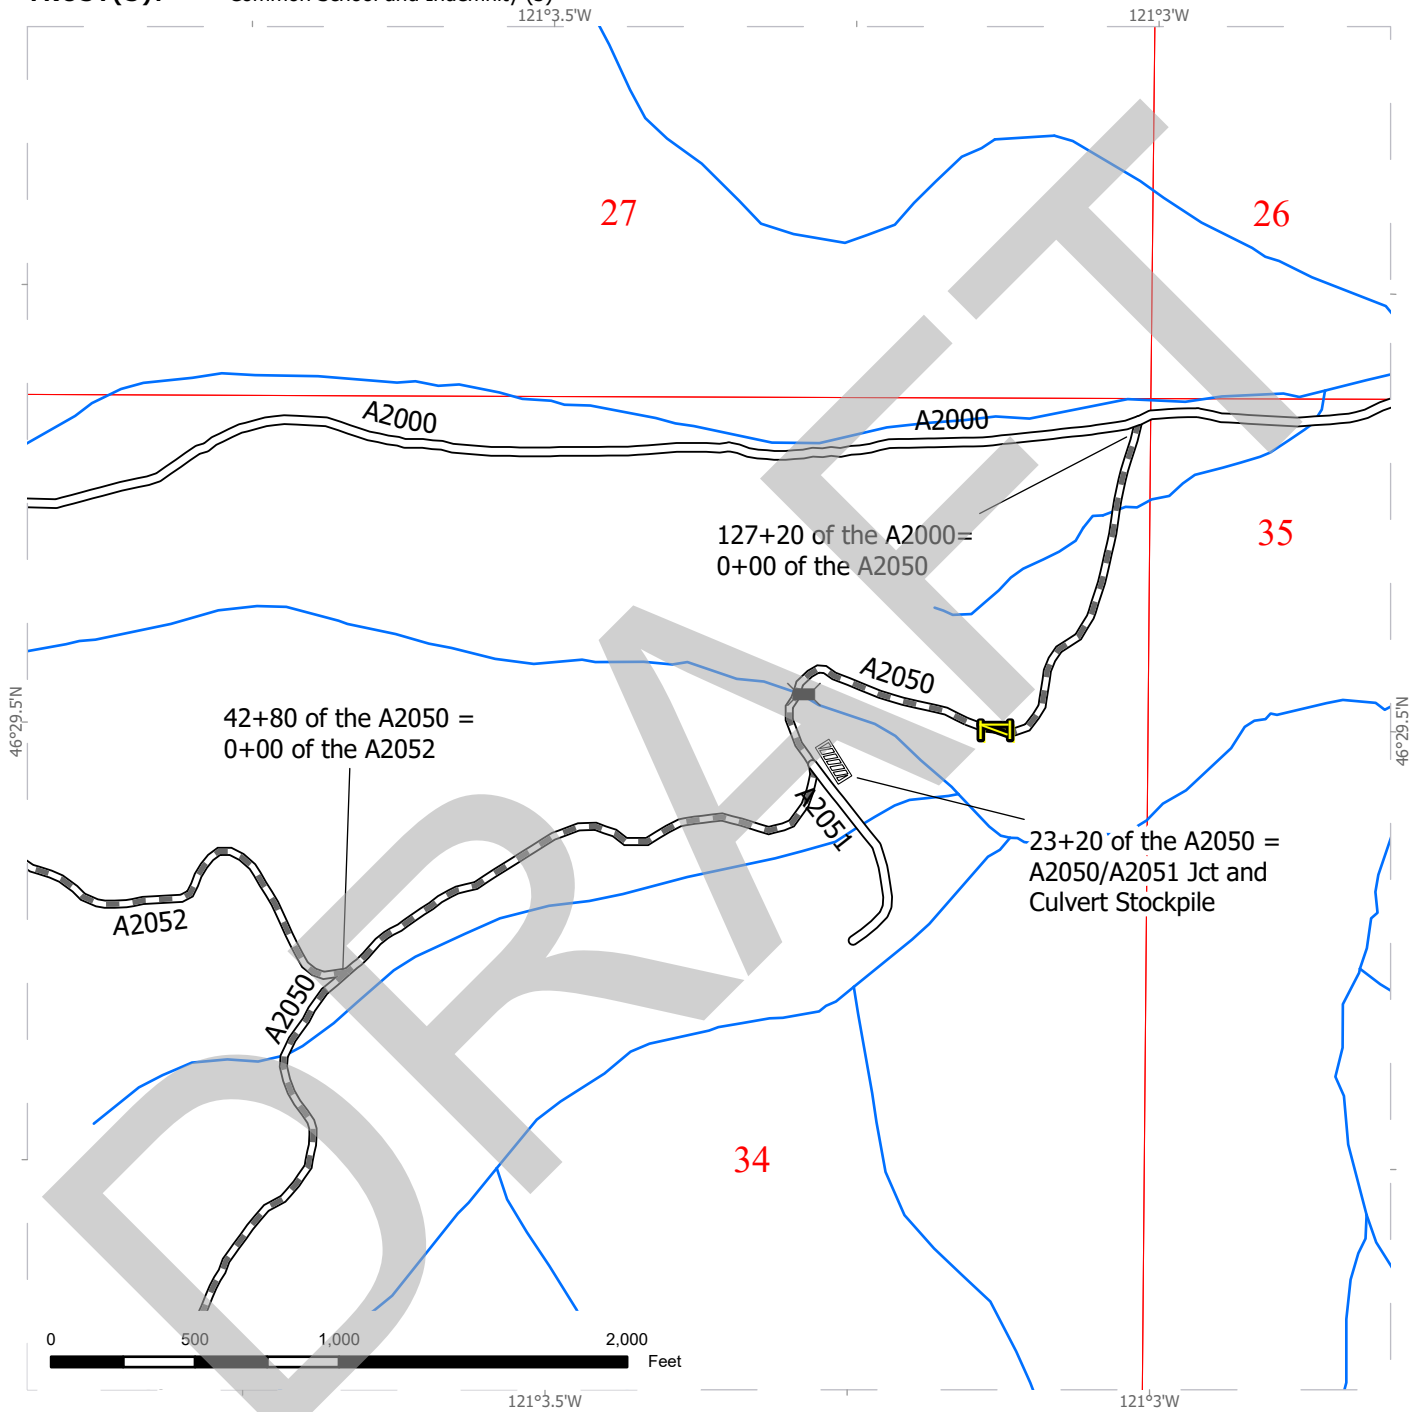 121°3.5'W
121°3'W
27
26
A2000
A2000
127+20 of the A2000=
0+00 of the A2050
35
A2050
46°29.5'N
46°29.5'N
42+80 of the A2050 =
0+00 of the A2052
A2051
23+20 of the A2050 =
A2050/A2051 Jct and
Culvert Stockpile
A2052
A2050
34
DRAFT
0 500 1,000 2,000
Feet
121°3.5'W
121°3'W